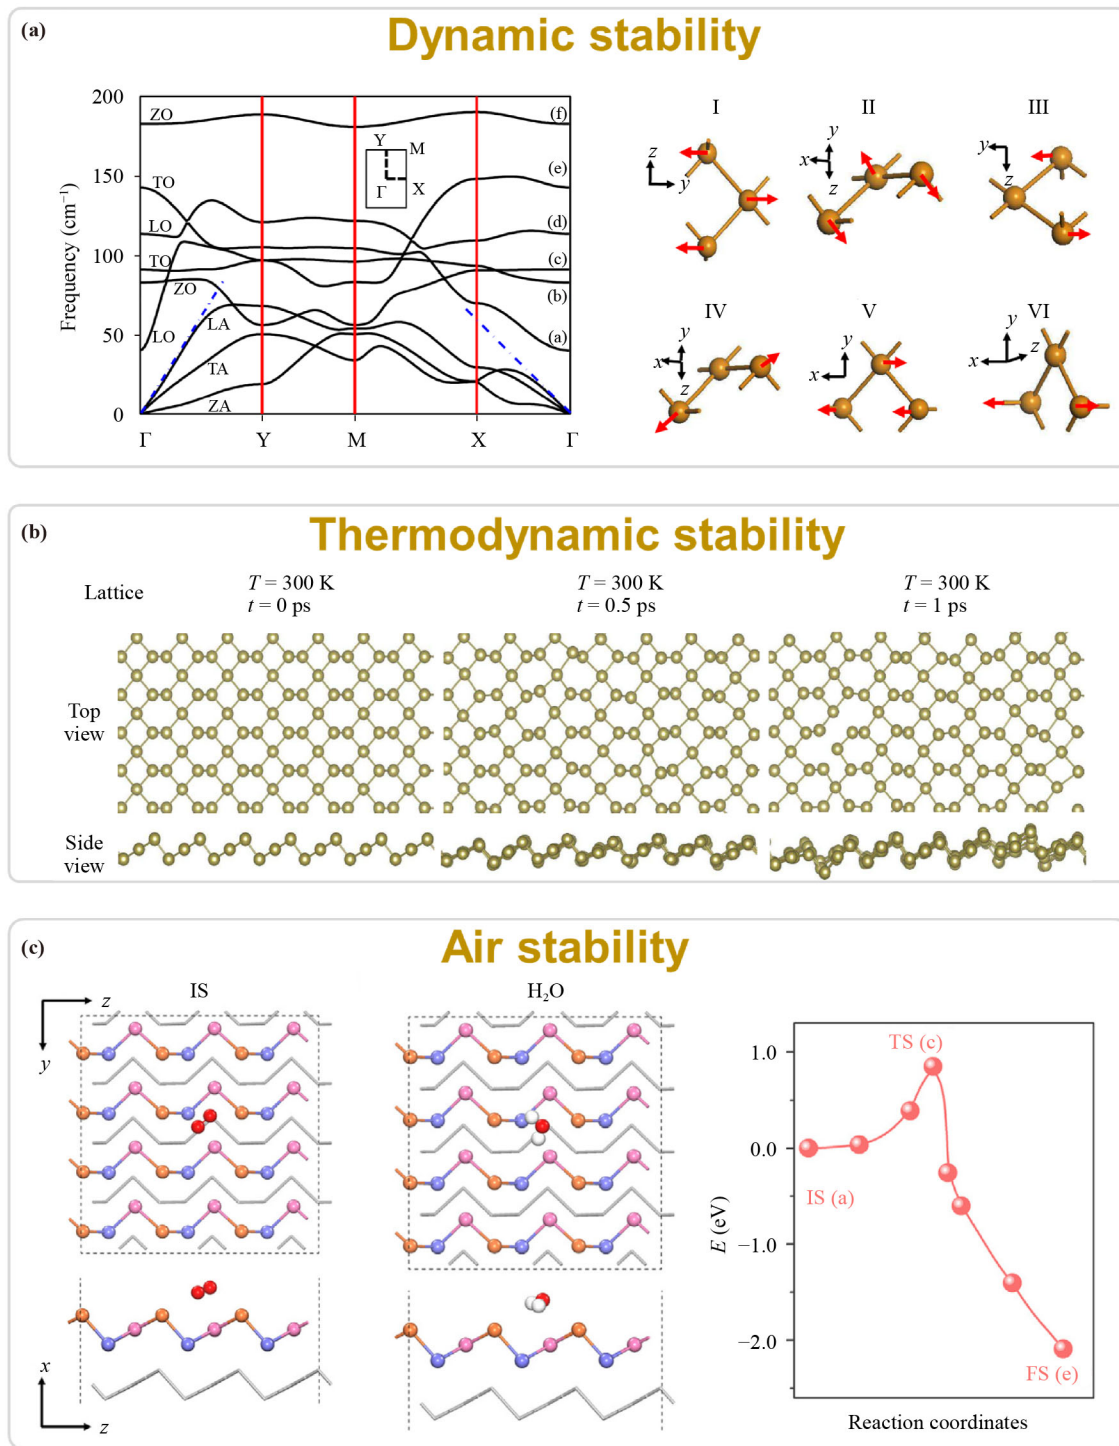 (a)
Dynamic stability
200
150
100
50
0
Frequency (cm⁻¹)
ZO
TO
LO
TO
ZO
LO
LA
TA
ZA
(f)
(e)
(d)
(c)
(b)
(a)
Y
M
Γ
X
Γ
Y
M
X
Γ
I
II
III
z
y
y
x
z
y
z
IV
V
VI
y
x
z
y
x
y
z
x
(b)
Thermodynamic stability
Lattice
T = 300 K
t = 0 ps
T = 300 K
t = 0.5 ps
T = 300 K
t = 1 ps
Top
view
Side
view
(c)
Air stability
IS
H₂O
z
y
x
z
1.0
0.0
−1.0
−2.0
E (eV)
TS (c)
IS (a)
FS (e)
Reaction coordinates